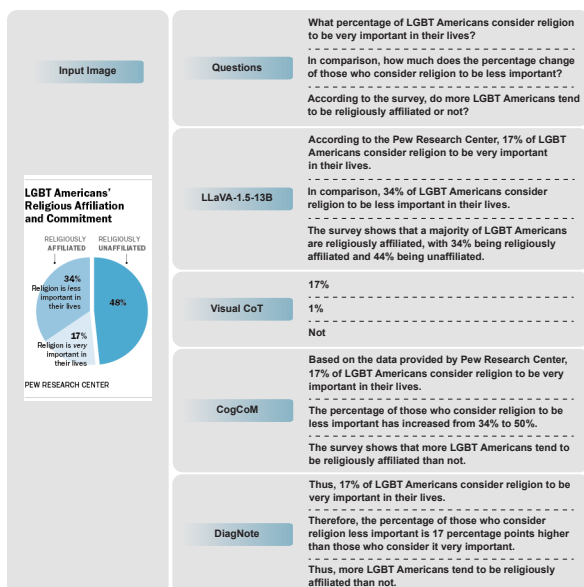 Input Image
LGBT Americans'
Religious Affiliation
and Commitment
RELIGIOUSLY
AFFILIATED
RELIGIOUSLY
UNAFFILIATED
34%
Religion is less
important in
their lives
48%
17%
Religion is very
important in
their lives
PEW RESEARCH CENTER
Questions
What percentage of LGBT Americans consider religion
to be very important in their lives?
In comparison, how much does the percentage change
of those who consider religion to be less important?
According to the survey, do more LGBT Americans tend
to be religiously affiliated or not?
LLaVA-1.5-13B
According to the Pew Research Center, 17% of LGBT
Americans consider religion to be very important
in their lives.
In comparison, 34% of LGBT Americans consider
religion to be less important in their lives.
The survey shows that a majority of LGBT Americans
are religiously affiliated, with 34% being religiously
affiliated and 44% being unaffiliated.
Visual CoT
17%
1%
Not
CogCoM
Based on the data provided by Pew Research Center,
17% of LGBT Americans consider religion to be very
important in their lives.
The percentage of those who consider religion to be
less important has increased from 34% to 50%.
The survey shows that more LGBT Americans tend to
be religiously affiliated than not.
DiagNote
Thus, 17% of LGBT Americans consider religion to be
very important in their lives.
Therefore, the percentage of those who consider
religion less important is 17 percentage points higher
than those who consider it very important.
Thus, more LGBT Americans tend to be religiously
affiliated than not.